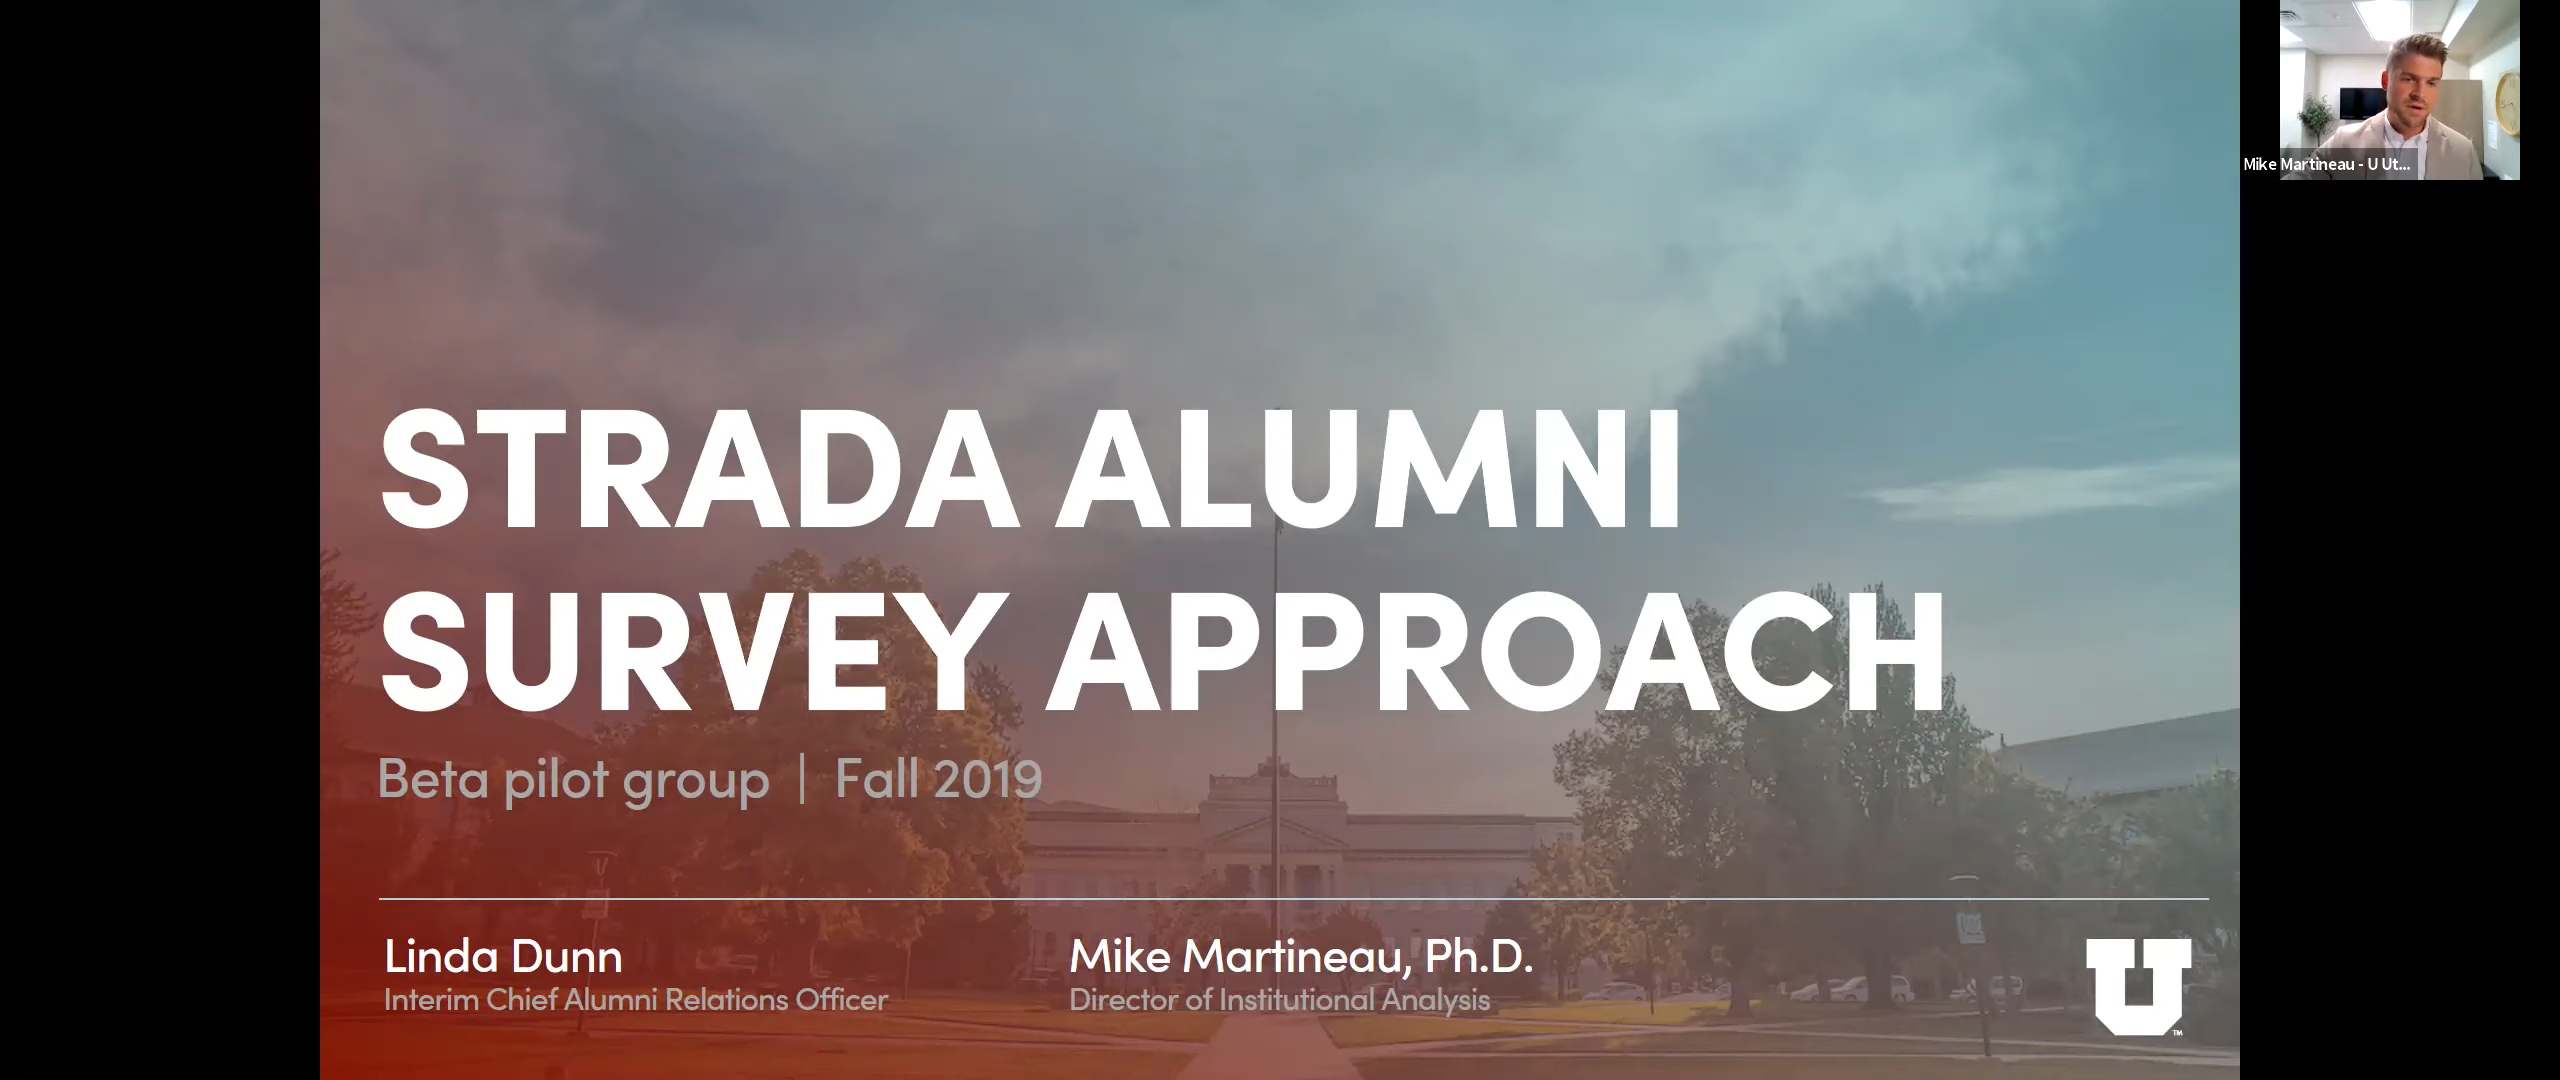 STRADA ALUMNI
SURVEY APPROACH
Beta pilot group | Fall 2019
Linda Dunn
Interim Chief Alumni Relations Officer
Mike Martineau, Ph.D.
Director of Institutional Analysis
U
TM
Mike Martineau - U Ut...